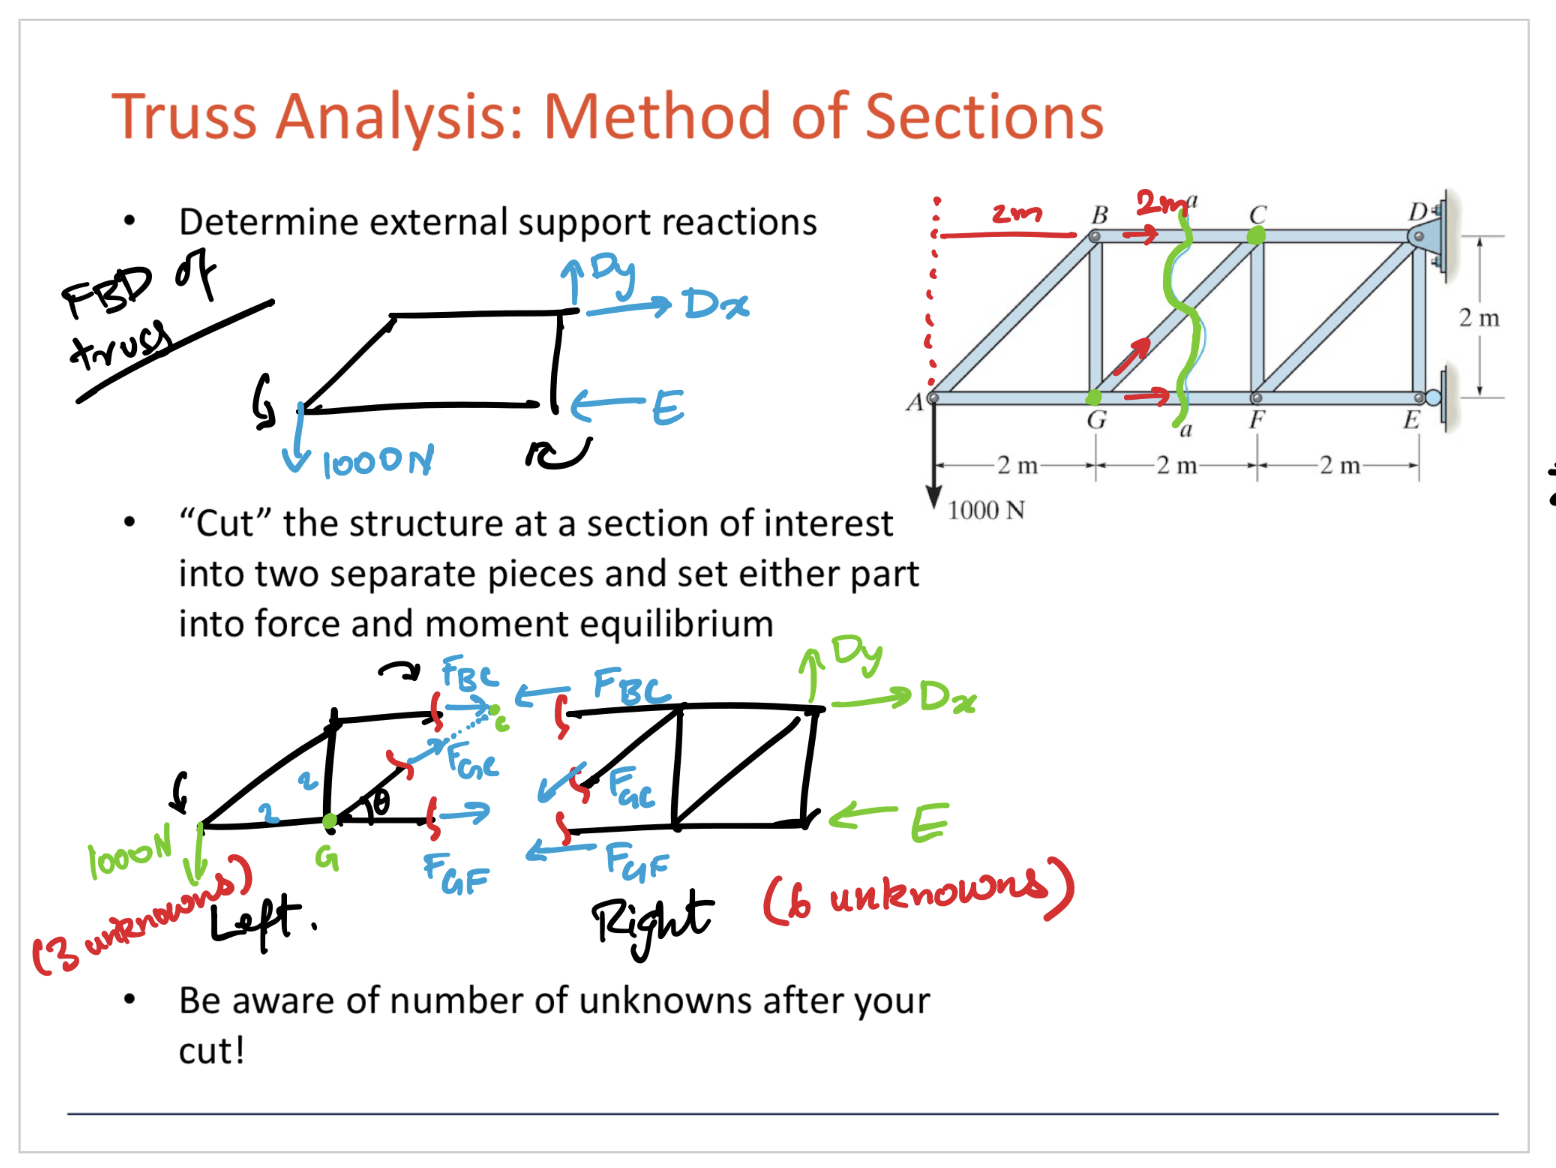 Truss Analysis: Method of Sections
• Determine external support reactions
FBD of
truss
Dy
Dx
E
1000N
2m
2m
a
B
C
D
2 m
A
G
a
F
E
2 m
2 m
2 m
1000 N
• “Cut” the structure at a section of interest
into two separate pieces and set either part
into force and moment equilibrium
FBC
c
FGC
2
2
θ
1000N
G
FGF
(3 unknowns)
Left.
FBC
Dy
Dx
FGC
E
FGF
Right
(6 unknowns)
• Be aware of number of unknowns after your
cut!